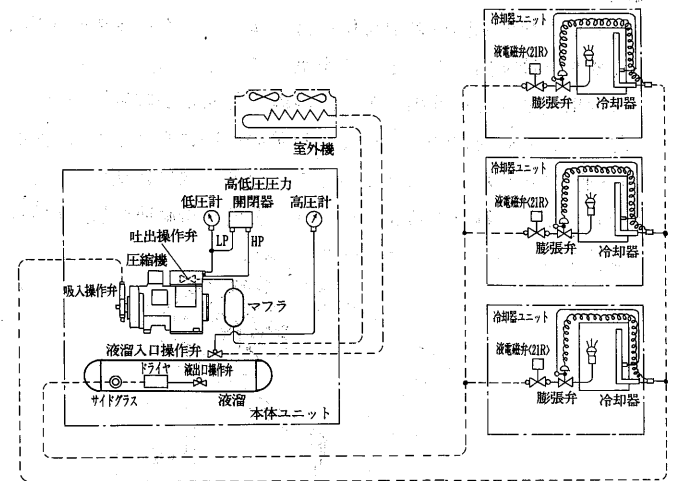 冷却器ユニット
液電磁弁(21R)
膨張弁
冷却器
室外機
冷却器ユニット
液電磁弁(21R)
膨張弁
冷却器
高低圧圧力
開閉器
低圧計
高圧計
LP
HP
吐出操作弁
圧縮機
吸入操作弁
マフラ
液溜入口操作弁
ドライヤ
液出口操作弁
サイドグラス
液溜
本体ユニット
冷却器ユニット
液電磁弁(21R)
膨張弁
冷却器